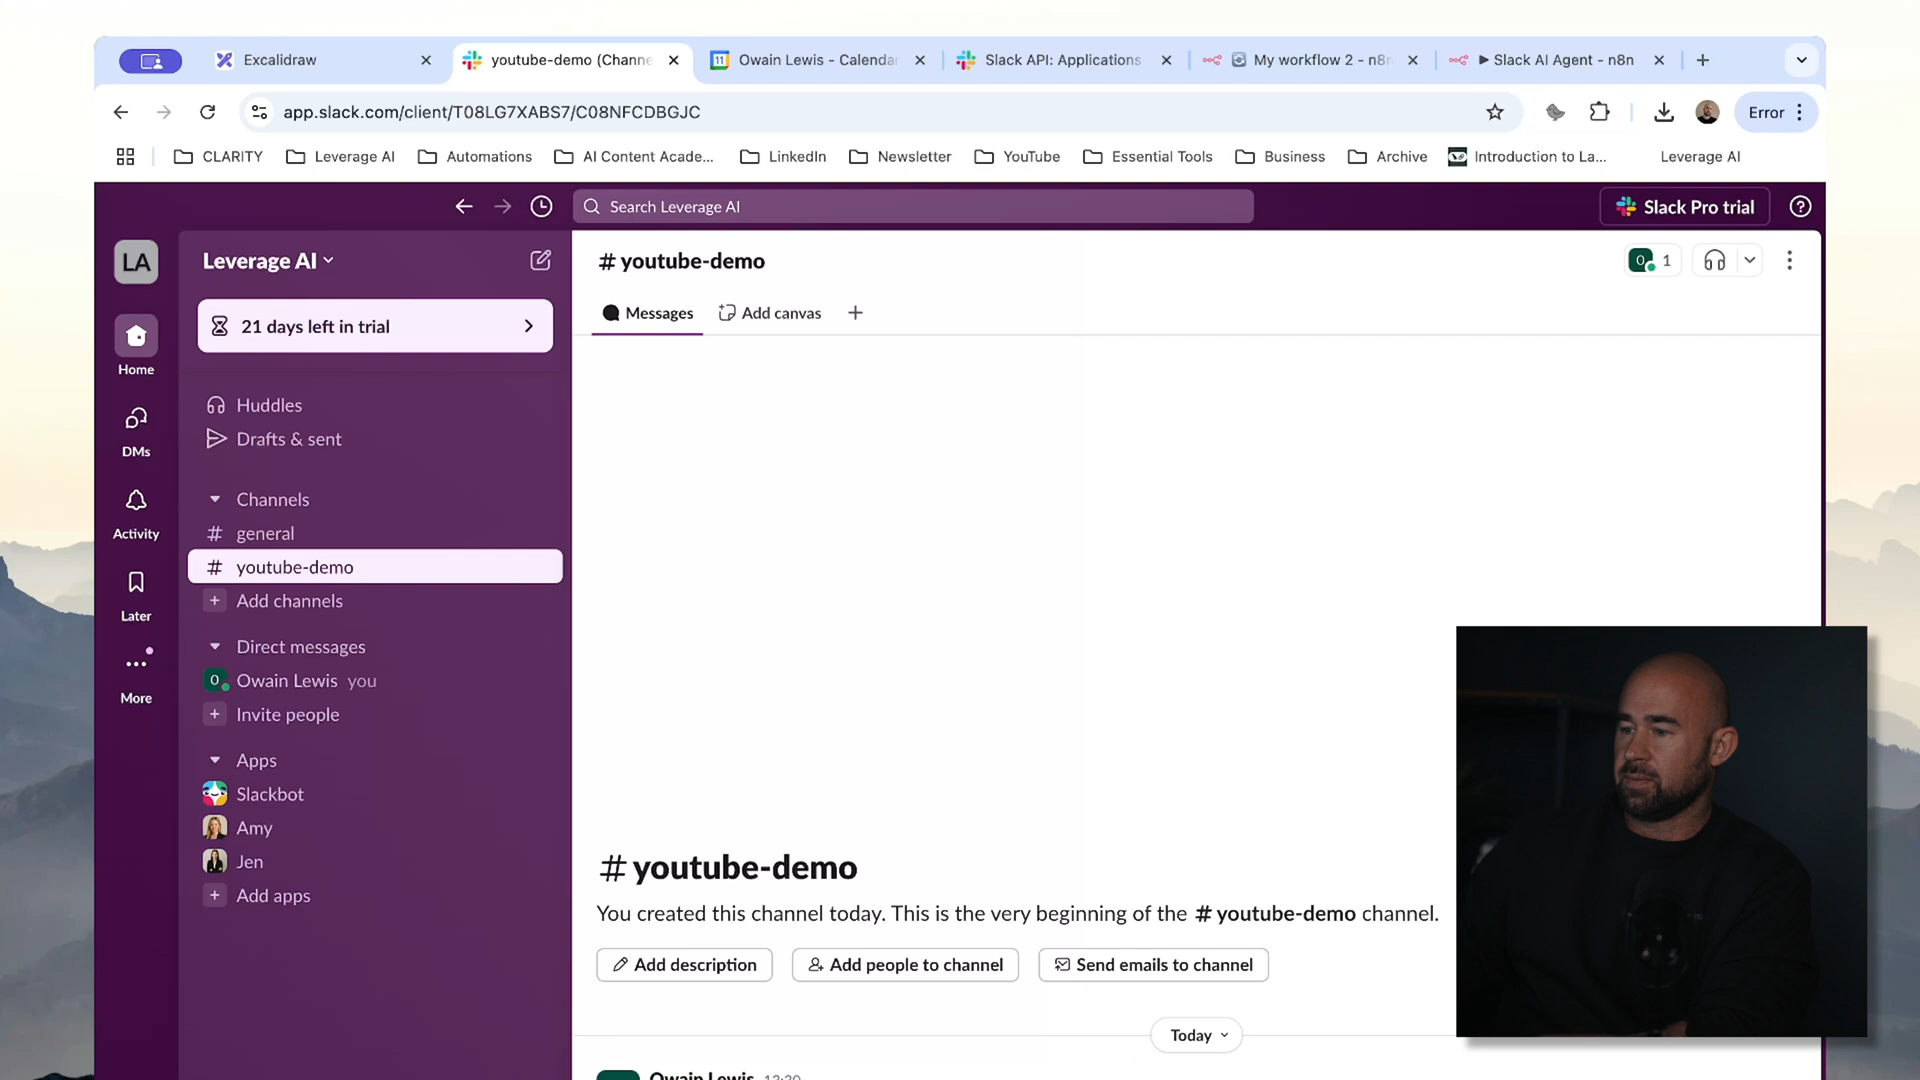 Excalidraw
youtube-demo (Channe
11
Owain Lewis - Calendar
Slack API: Applications
My workflow 2 - n8n
Slack AI Agent - n8n
app.slack.com/client/T08LG7XABS7/C08NFCDBGJC
Error
CLARITY
Leverage AI
Automations
AI Content Acade...
LinkedIn
Newsletter
YouTube
Essential Tools
Business
Archive
Introduction to La...
Leverage AI
Search Leverage AI
Slack Pro trial
LA
Home
DMs
Activity
Later
More
Leverage AI
21 days left in trial
Huddles
Drafts & sent
Channels
# general
# youtube-demo
+ Add channels
Direct messages
O Owain Lewis you
+ Invite people
Apps
Slackbot
Amy
Jen
+ Add apps
# youtube-demo
O 1
Messages
Add canvas
# youtube-demo
You created this channel today. This is the very beginning of the # youtube-demo channel.
Add description
Add people to channel
Send emails to channel
Today
Owain Lewis